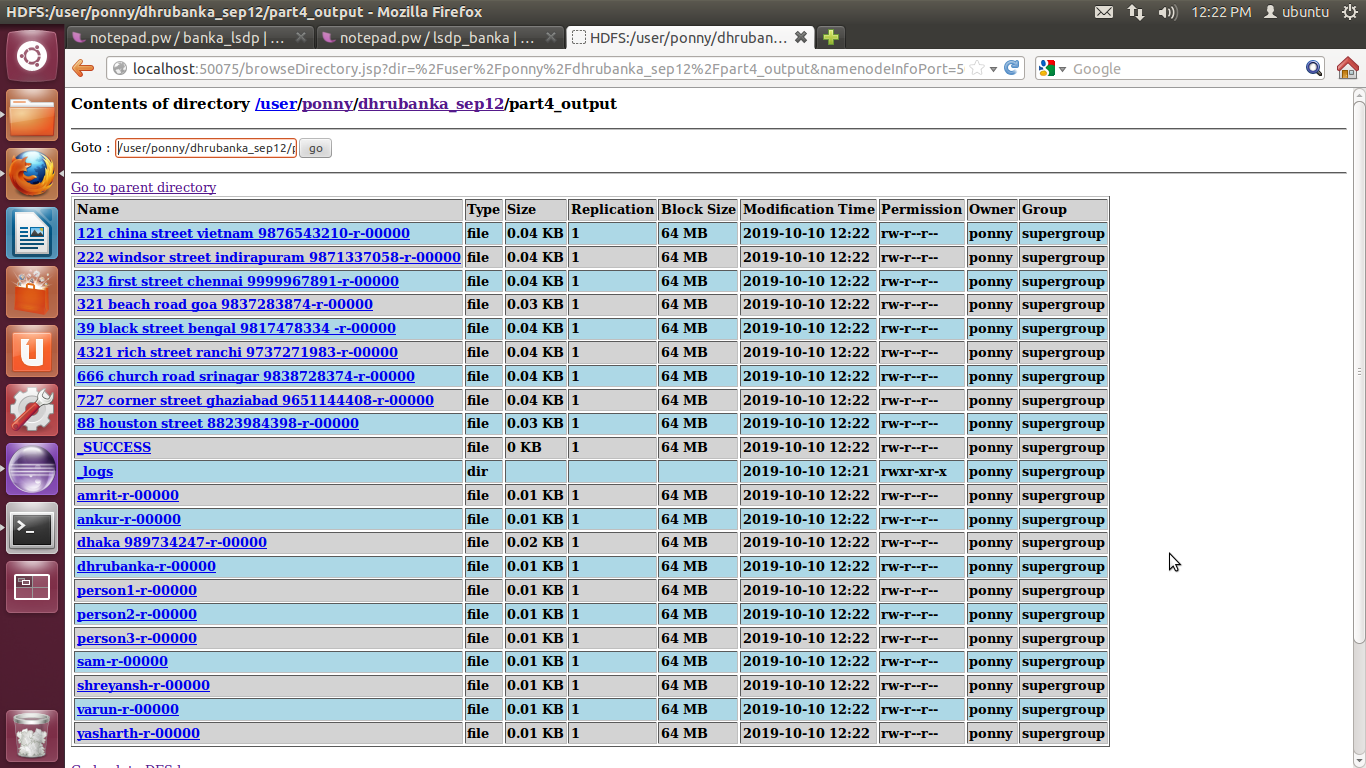 HDFS:/user/ponny/dhrubanka_sep12/part4_output - Mozilla Firefox 12:22 PM ubuntu
notepad.pw / banka_lsdp | ... notepad.pw / lsdp_banka | ... HDFS:/user/ponny/dhruban...
localhost:50075/browseDirectory.jsp?dir=%2Fuser%2Fponny%2Fdhrubanka_sep12%2Fpart4_output&namenodeInfoPort=5 Google
Contents of directory /user/ponny/dhrubanka_sep12/part4_output
Goto : /user/ponny/dhrubanka_sep12/p go
Go to parent directory
Name Type Size Replication Block Size Modification Time Permission Owner Group
121 china street vietnam 9876543210-r-00000 file 0.04 KB 1 64 MB 2019-10-10 12:22 rw-r--r-- ponny supergroup
222 windsor street indirapuram 9871337058-r-00000 file 0.04 KB 1 64 MB 2019-10-10 12:22 rw-r--r-- ponny supergroup
233 first street chennai 9999967891-r-00000 file 0.04 KB 1 64 MB 2019-10-10 12:22 rw-r--r-- ponny supergroup
321 beach road goa 9837283874-r-00000 file 0.03 KB 1 64 MB 2019-10-10 12:22 rw-r--r-- ponny supergroup
39 black street bengal 9817478334 -r-00000 file 0.04 KB 1 64 MB 2019-10-10 12:22 rw-r--r-- ponny supergroup
4321 rich street ranchi 9737271983-r-00000 file 0.04 KB 1 64 MB 2019-10-10 12:22 rw-r--r-- ponny supergroup
666 church road srinagar 9838728374-r-00000 file 0.04 KB 1 64 MB 2019-10-10 12:22 rw-r--r-- ponny supergroup
727 corner street ghaziabad 9651144408-r-00000 file 0.04 KB 1 64 MB 2019-10-10 12:22 rw-r--r-- ponny supergroup
88 houston street 8823984398-r-00000 file 0.03 KB 1 64 MB 2019-10-10 12:22 rw-r--r-- ponny supergroup
_SUCCESS file 0 KB 1 64 MB 2019-10-10 12:22 rw-r--r-- ponny supergroup
_logs dir 2019-10-10 12:21 rwxr-xr-x ponny supergroup
amrit-r-00000 file 0.01 KB 1 64 MB 2019-10-10 12:22 rw-r--r-- ponny supergroup
ankur-r-00000 file 0.01 KB 1 64 MB 2019-10-10 12:22 rw-r--r-- ponny supergroup
dhaka 989734247-r-00000 file 0.02 KB 1 64 MB 2019-10-10 12:22 rw-r--r-- ponny supergroup
dhrubanka-r-00000 file 0.01 KB 1 64 MB 2019-10-10 12:22 rw-r--r-- ponny supergroup
person1-r-00000 file 0.01 KB 1 64 MB 2019-10-10 12:22 rw-r--r-- ponny supergroup
person2-r-00000 file 0.01 KB 1 64 MB 2019-10-10 12:22 rw-r--r-- ponny supergroup
person3-r-00000 file 0.01 KB 1 64 MB 2019-10-10 12:22 rw-r--r-- ponny supergroup
sam-r-00000 file 0.01 KB 1 64 MB 2019-10-10 12:22 rw-r--r-- ponny supergroup
shreyansh-r-00000 file 0.01 KB 1 64 MB 2019-10-10 12:22 rw-r--r-- ponny supergroup
varun-r-00000 file 0.01 KB 1 64 MB 2019-10-10 12:22 rw-r--r-- ponny supergroup
yasharth-r-00000 file 0.01 KB 1 64 MB 2019-10-10 12:22 rw-r--r-- ponny supergroup